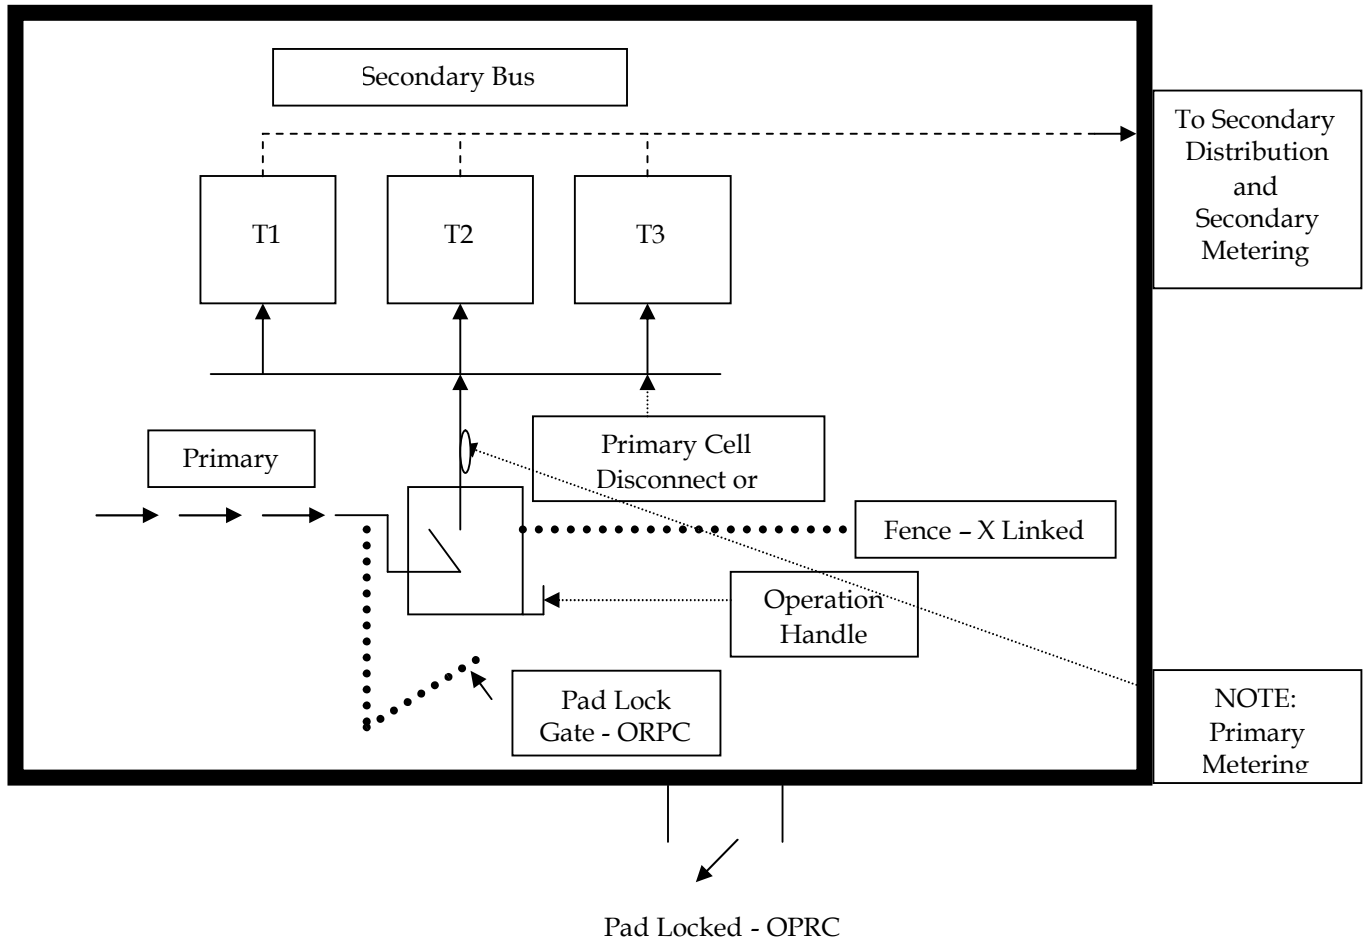 Secondary Bus
To Secondary
Distribution
and
Secondary
Metering
T1
T2
T3
Primary
Primary Cell
Disconnect or
Fence – X Linked
Operation
Handle
Pad Lock
Gate - ORPC
NOTE:
Primary
Metering
Pad Locked - OPRC